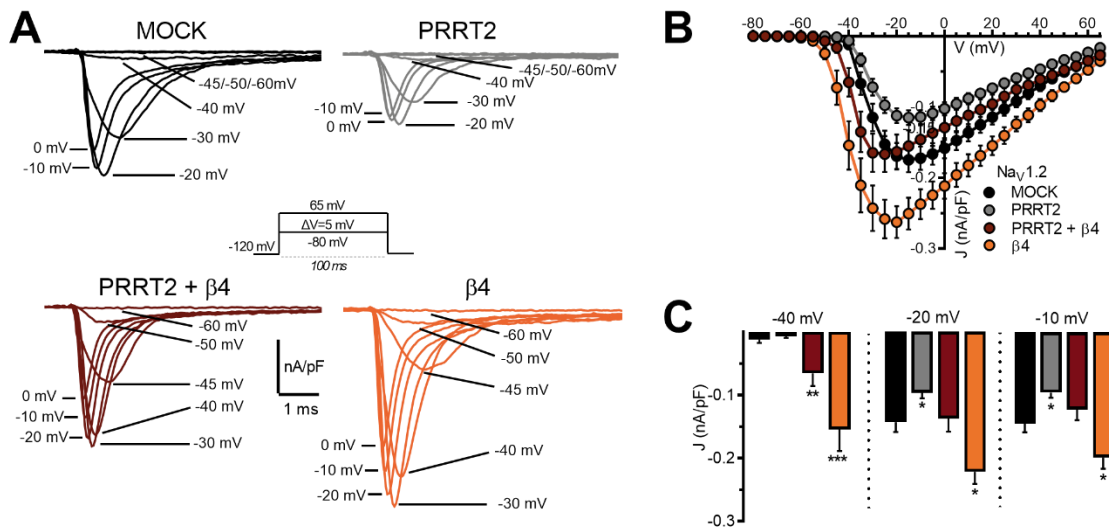 A
MOCK
-45/-50/-60mV
-40 mV
-30 mV
0 mV
-10 mV
-20 mV
PRRT2
-45/-50/-60mV
-40 mV
-30 mV
-10 mV
0 mV
-20 mV
65 mV
ΔV=5 mV
-120 mV
-80 mV
100 ms
PRRT2 + β4
-60 mV
-50 mV
-45 mV
0 mV
-40 mV
-10 mV
-20 mV
-30 mV
nA/pF
1 ms
β4
-60 mV
-50 mV
-45 mV
0 mV
-40 mV
-10 mV
-20 mV
-30 mV
B
-80 -60 -40 -20 0 20 40 60
V (mV)
-0.1
-0.2
-0.3
J (nA/pF)
NaV1.2
MOCK
PRRT2
PRRT2 + β4
β4
C
-40 mV -20 mV -10 mV
-0.1
-0.2
-0.3
J (nA/pF)
* *
**
*** * *